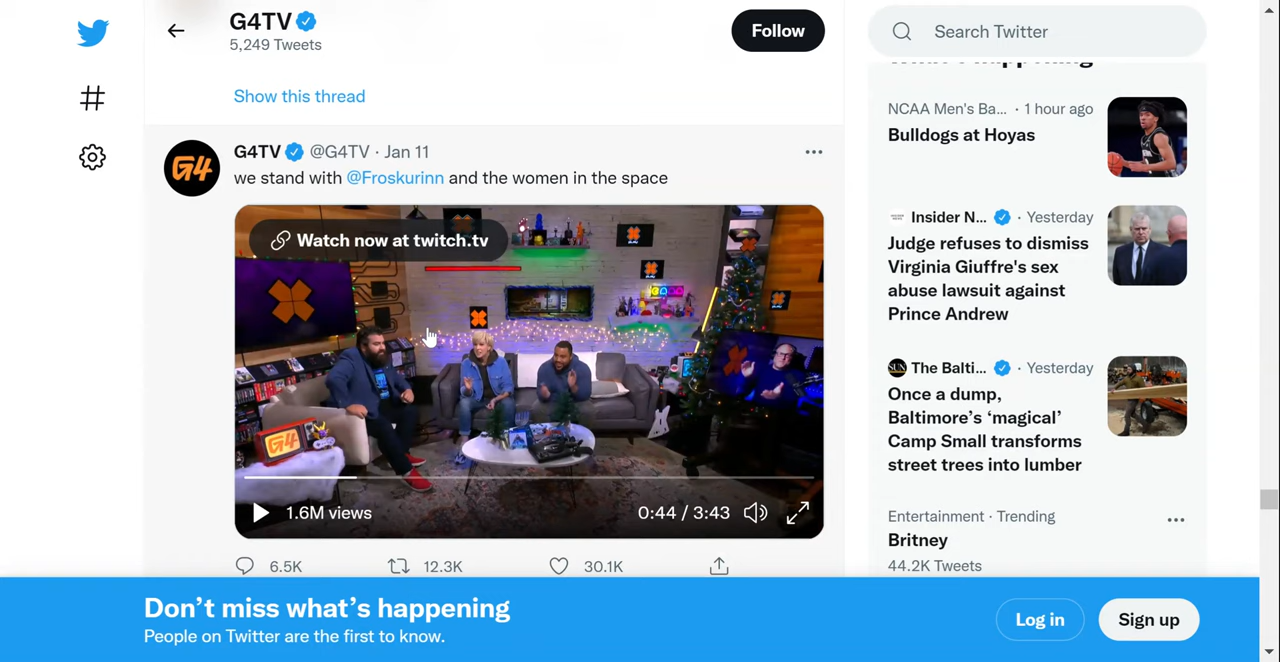 G4TV
5,249 Tweets
Follow
Search Twitter
Show this thread
What's happening
G4
G4TV @G4TV · Jan 11
we stand with @Froskurinn and the women in the space
Watch now at twitch.tv
G4
1.6M views
0:44 / 3:43
6.5K
12.3K
30.1K
NCAA Men's Ba... · 1 hour ago
Bulldogs at Hoyas
Insider N... · Yesterday
Judge refuses to dismiss
Virginia Giuffre's sex
abuse lawsuit against
Prince Andrew
SUN The Balti... · Yesterday
Once a dump,
Baltimore’s ‘magical’
Camp Small transforms
street trees into lumber
Entertainment · Trending
Britney
44.2K Tweets
Don’t miss what’s happening
People on Twitter are the first to know.
Log in
Sign up